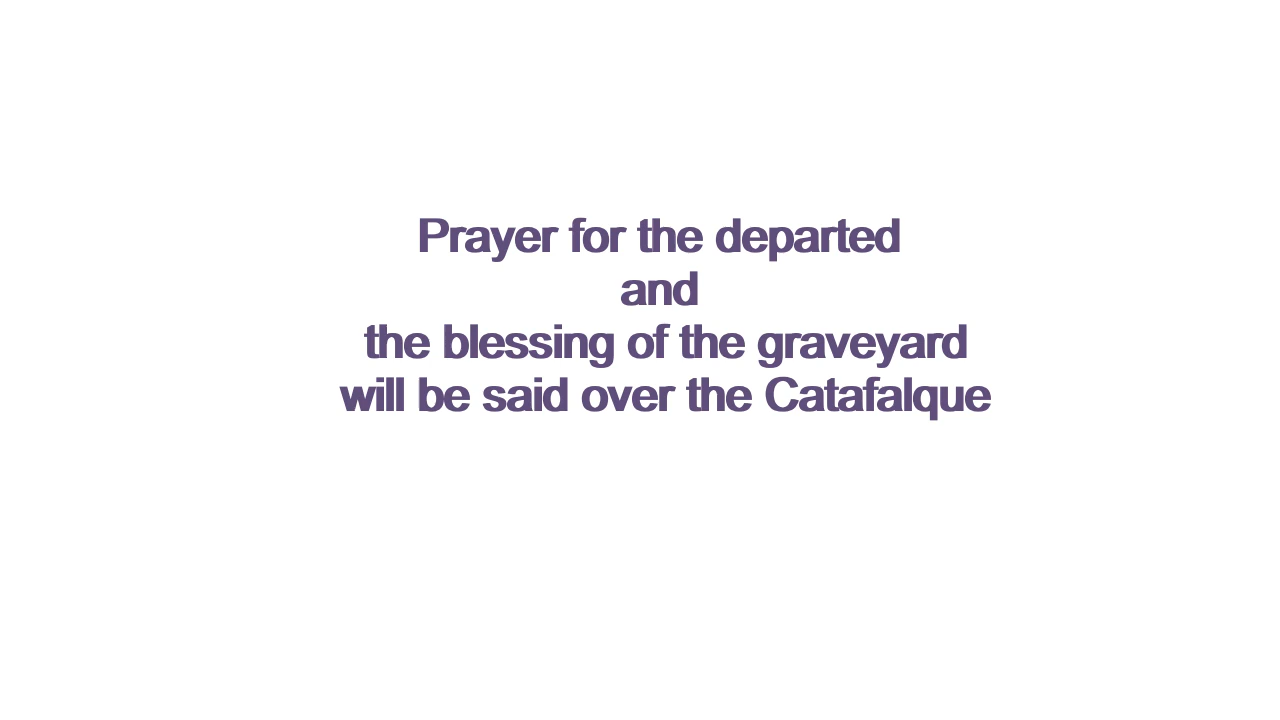 Prayer for the departed
and
the blessing of the graveyard
will be said over the Catafalque